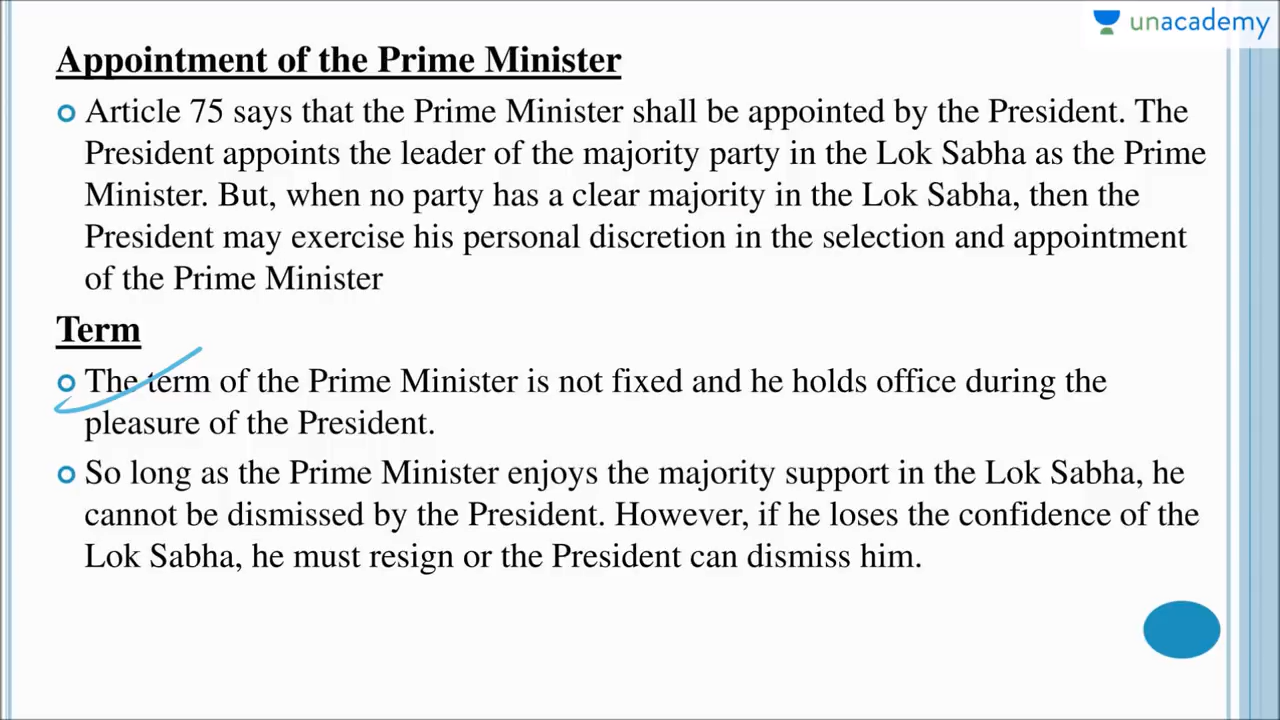 unacademy
Appointment of the Prime Minister
Article 75 says that the Prime Minister shall be appointed by the President. The
President appoints the leader of the majority party in the Lok Sabha as the Prime
Minister. But, when no party has a clear majority in the Lok Sabha, then the
President may exercise his personal discretion in the selection and appointment
of the Prime Minister
Term
The term of the Prime Minister is not fixed and he holds office during the
pleasure of the President.
So long as the Prime Minister enjoys the majority support in the Lok Sabha, he
cannot be dismissed by the President. However, if he loses the confidence of the
Lok Sabha, he must resign or the President can dismiss him.